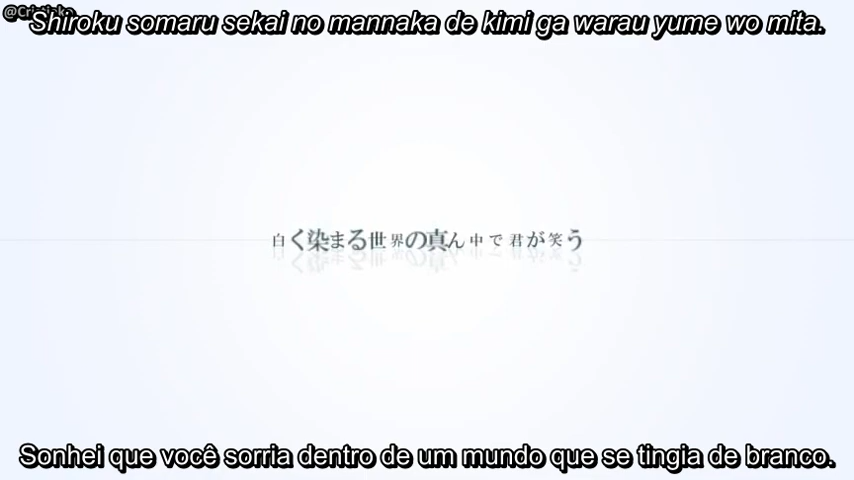 Shiroku somaru sekai no mannaka de kimi ga warau yume wo mita.
白く染まる世界の真ん中で君が笑う
Sonhei que você sorria dentro de um mundo que se tingia de branco.